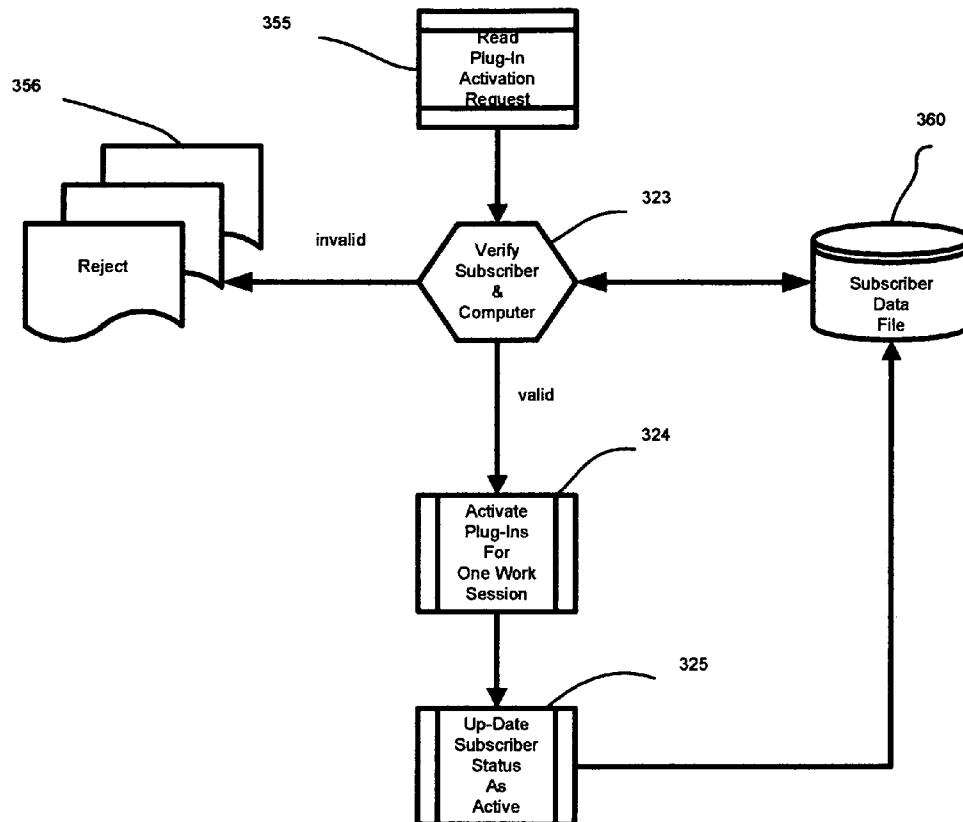 355
Read
Plug-In
Activation
Request
356
360
323
invalid
Verify
Subscriber
&
Computer
Reject
Subscriber
Data
File
valid
324
Activate
Plug-Ins
For
One Work
Session
325
Up-Date
Subscriber
Status
As
Active